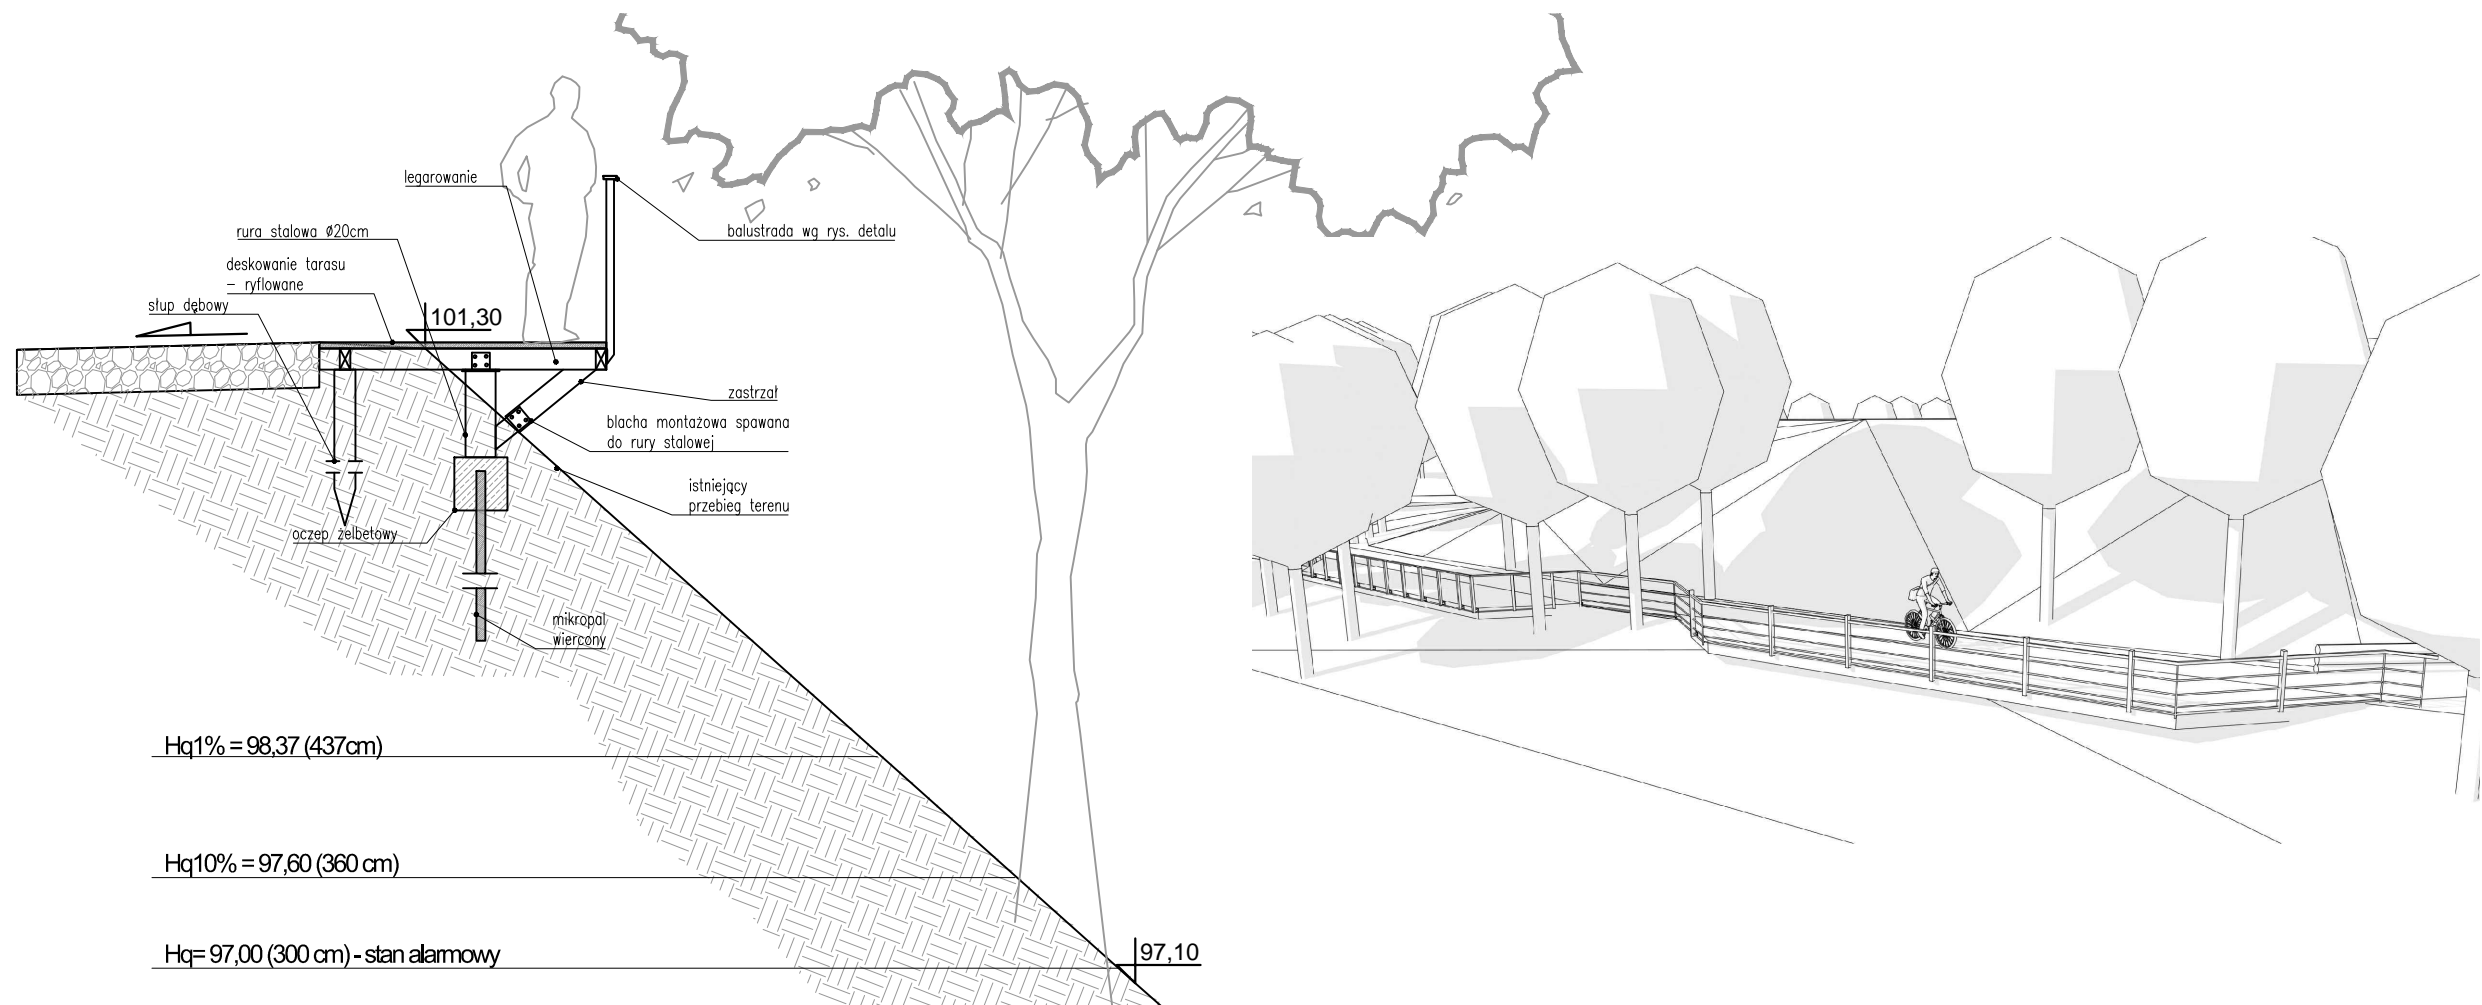 legarowanie
rura stalowa Ø20cm
balustrada wg rys. detalu
deskowanie tarasu
– ryflowane
słup dębowy
101,30
zastrzał
blacha montażowa spawana
do rury stalowej
istniejący
przebieg terenu
oczep żelbetowy
mikropal
wiercony
Hq1% = 98,37 (437cm)
Hq10% = 97,60 (360 cm)
Hq= 97,00 (300 cm) - stan alarmowy
97,10